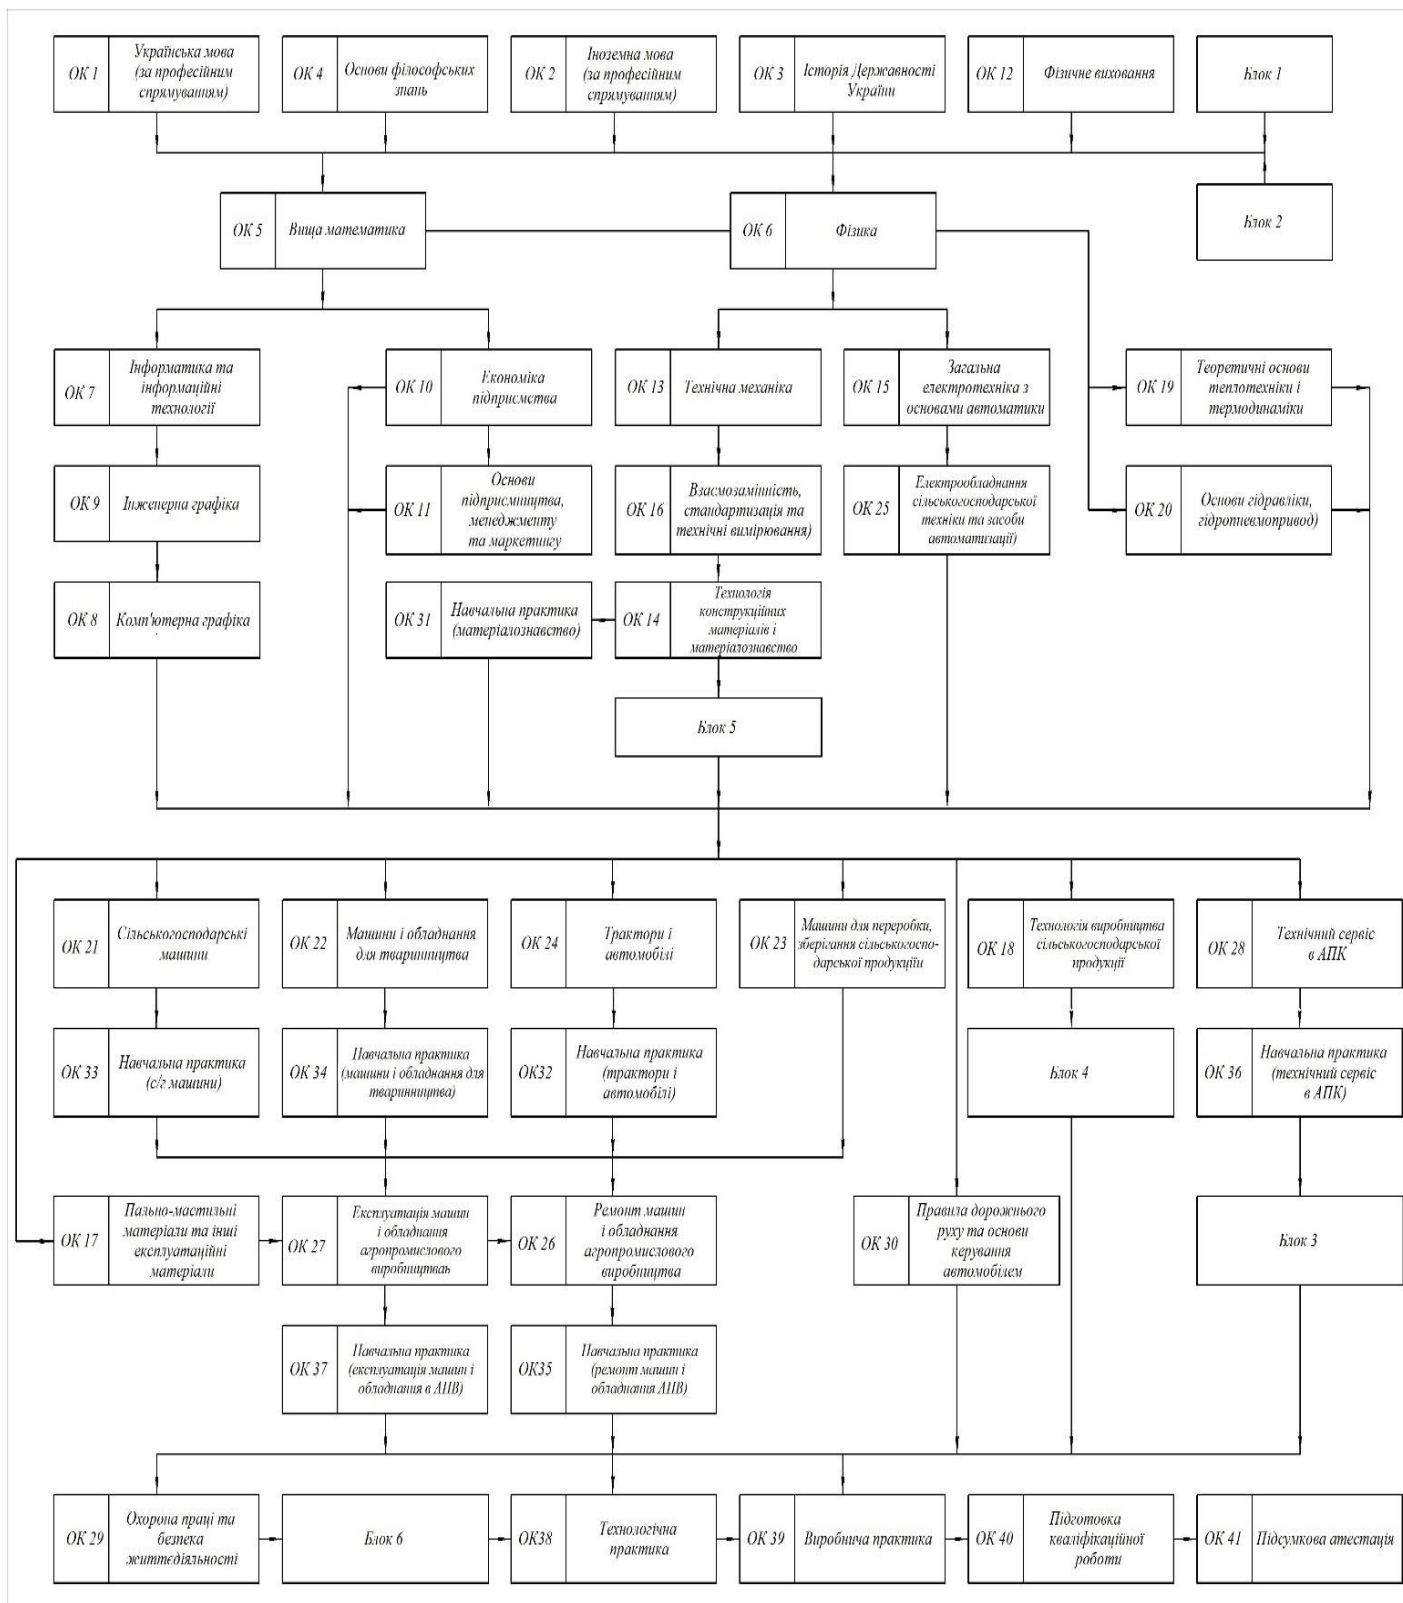 ОК 1
Українська мова
(за професійним
спрямуванням)
ОК 4
Основи філософських
знань
ОК 2
Іноземна мова
(за професійним
спрямуванням)
ОК 3
Історія Державності
України
ОК 12
Фізичне виховання
Блок 1
Блок 2
ОК 5
Вища математика
ОК 6
Фізика
ОК 7
Інформатика та
інформаційні
технології
ОК 10
Економіка
підприємства
ОК 13
Технічна механіка
ОК 15
Загальна
електротехніка з
основами автоматики
ОК 19
Теоретичні основи
теплотехніки і
термодинаміки
ОК 9
Інженерна графіка
ОК 11
Основи
підприємництва,
менеджменту
та маркетингу
ОК 16
Взаємозамінність,
стандартизація та
технічні вимірювання)
ОК 25
Електрообладнання
сільськогосподарської
техніки та засоби
автоматизації)
ОК 20
Основи гідравліки,
гідропневмопривод)
ОК 8
Комп'ютерна графіка
ОК 31
Навчальна практика
(матеріалознавство)
ОК 14
Технологія
конструкційних
матеріалів і
матеріалознавство
Блок 5
ОК 21
Сільськогосподарські
машини
ОК 22
Машини і обладнання
для тваринництва
ОК 24
Трактори і
автомобілі
ОК 23
Машини для переробки,
зберігання сільськогоспо-
дарської продукціїи
ОК 18
Технологія виробництва
сільськогосподарської
продукції
ОК 28
Технічний сервіс
в АПК
ОК 33
Навчальна практика
(с/г машини)
ОК 34
Навчальна практика
(машини і обладнання для
тваринництва)
ОК32
Навчальна практика
(трактори і
автомобілі)
Блок 4
ОК 36
Навчальна практика
(технічний сервіс
в АПК)
ОК 17
Пально-мастильні
матеріали та інші
експлуатаційні
матеріали
ОК 27
Експлуатація машин
і обладнання
агропромислового
виробництваь
ОК 26
Ремонт машин
і обладнання
агропромислового
виробництва
ОК 30
Правила дорожнього
руху та основи
керування
автомобілем
Блок 3
ОК 37
Навчальна практика
(експлуатація машин і
обладнання в АПВ)
ОК35
Навчальна практика
(ремонт машин і
обладнання АПВ)
ОК 29
Охорона праці та
безпека
життєдіяльності
Блок 6
ОК38
Технологічна
практика
ОК 39
Виробнича практика
ОК 40
Підготовка
кваліфікаційної
роботи
ОК 41
Підсумкова атестація